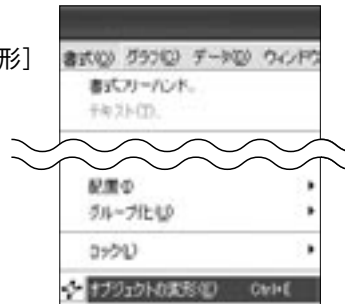 形]
書式(O) グラフ(G) データ(D) ウィンドウ
書式フリーハンド.
テキスト(T).
配置(I)
グループ化(U)
ロック(L)
オブジェクトの変形(E) Ctrl+E